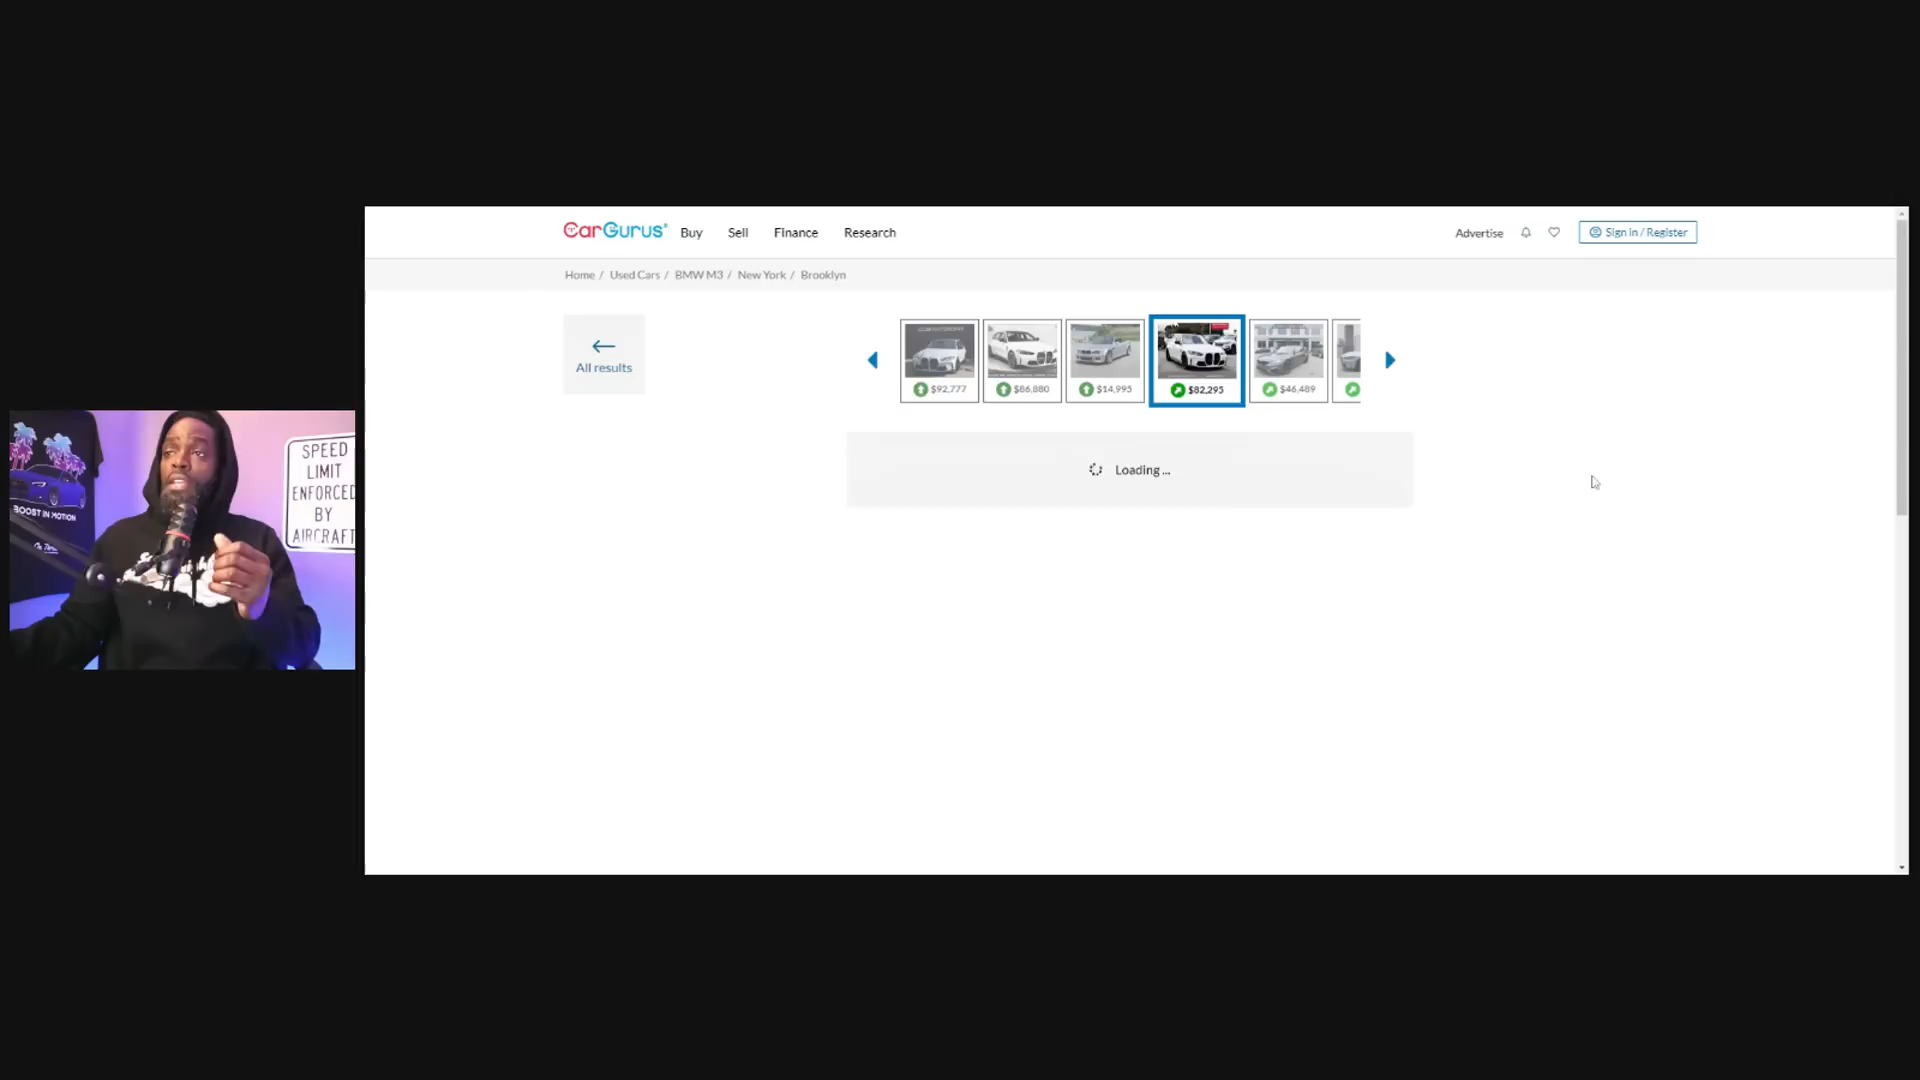 CarGurus
Buy
Sell
Finance
Research
Advertise
Sign in / Register
Home / Used Cars / BMW M3 / New York / Brooklyn
All results
$92,777
$86,880
$14,995
$82,295
$46,489
Loading ...
SPEED
LIMIT
ENFORCED
BY
AIRCRAFT
BOOST IN MOTION